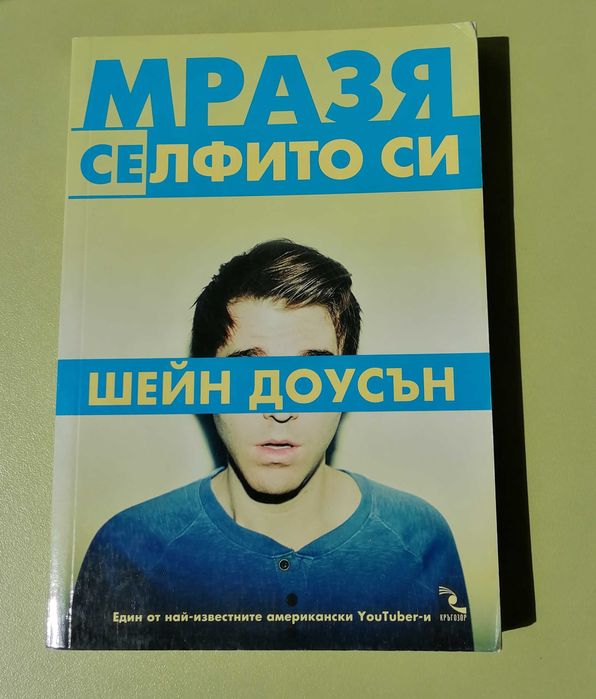 МРАЗЯ
СЕЛФИТО СИ
ШЕЙН ДОУСЪН
Един от най-известните американски YouTuber-и
КРЪГОЗОР